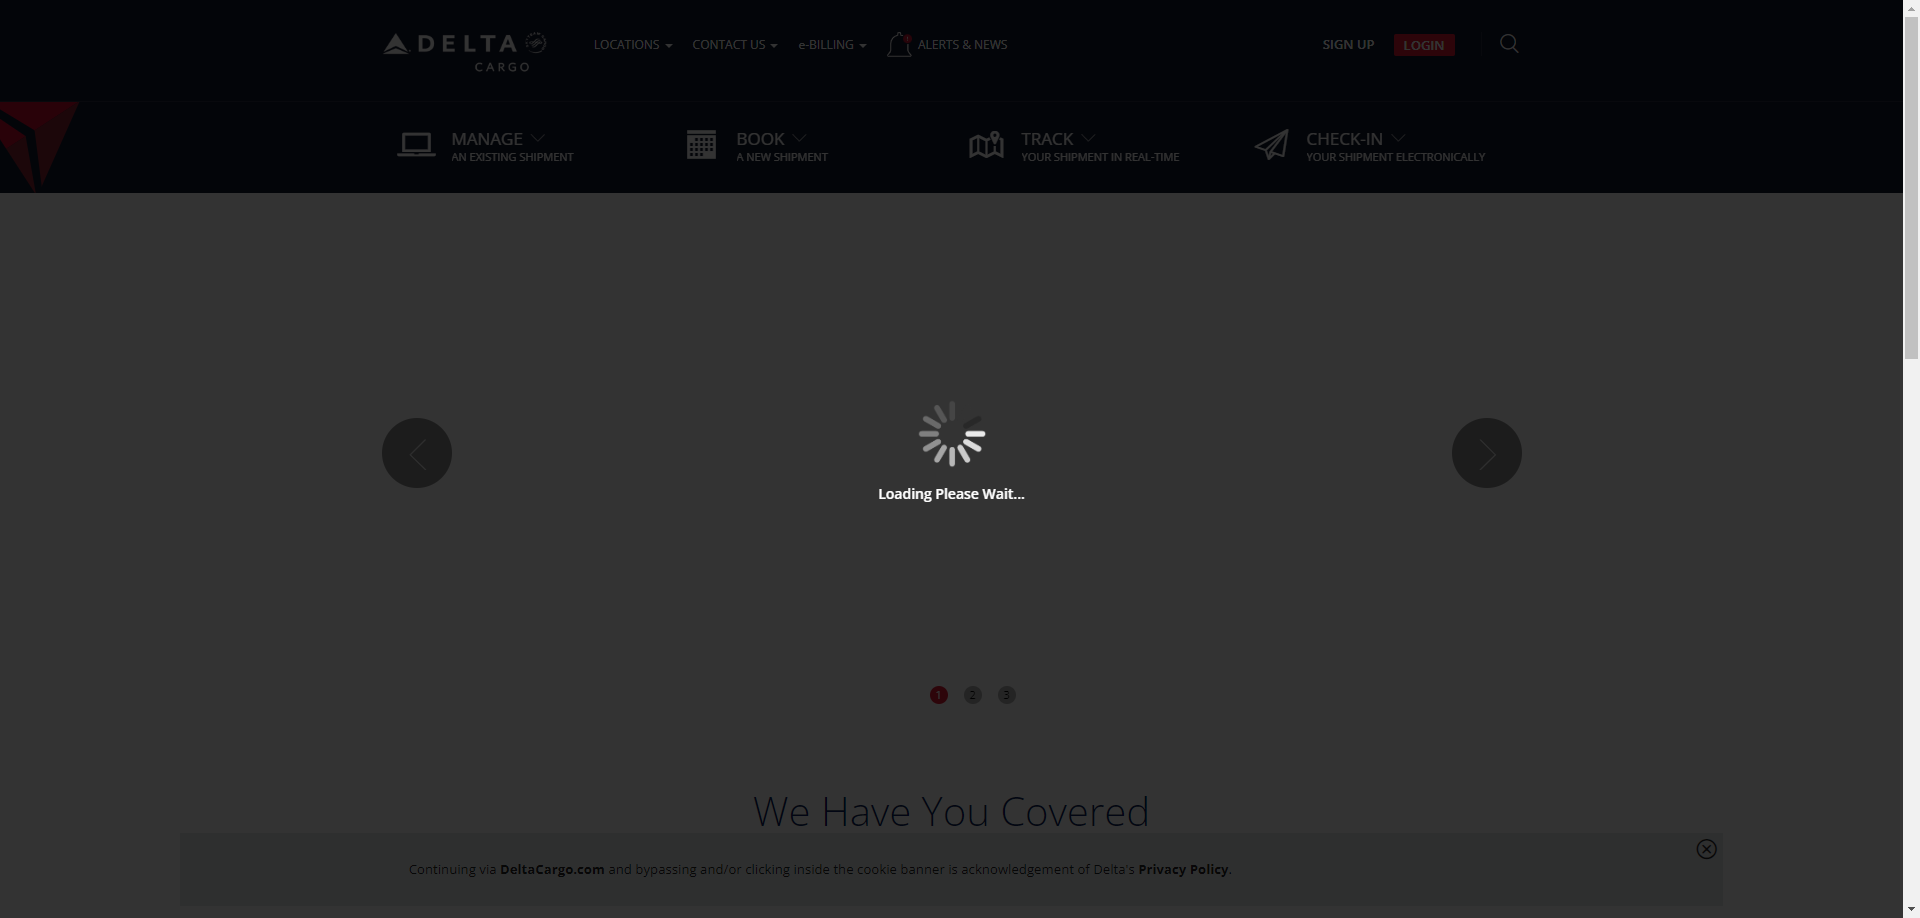 DELTA
CARGO
LOCATIONS
CONTACT US
e-BILLING
ALERTS & NEWS
SIGN UP
LOGIN
MANAGE
AN EXISTING SHIPMENT
BOOK
A NEW SHIPMENT
TRACK
YOUR SHIPMENT IN REAL-TIME
CHECK-IN
YOUR SHIPMENT ELECTRONICALLY
Loading Please Wait...
1 2 3
We Have You Covered
Continuing via DeltaCargo.com and bypassing and/or clicking inside the cookie banner is acknowledgement of Delta's Privacy Policy.